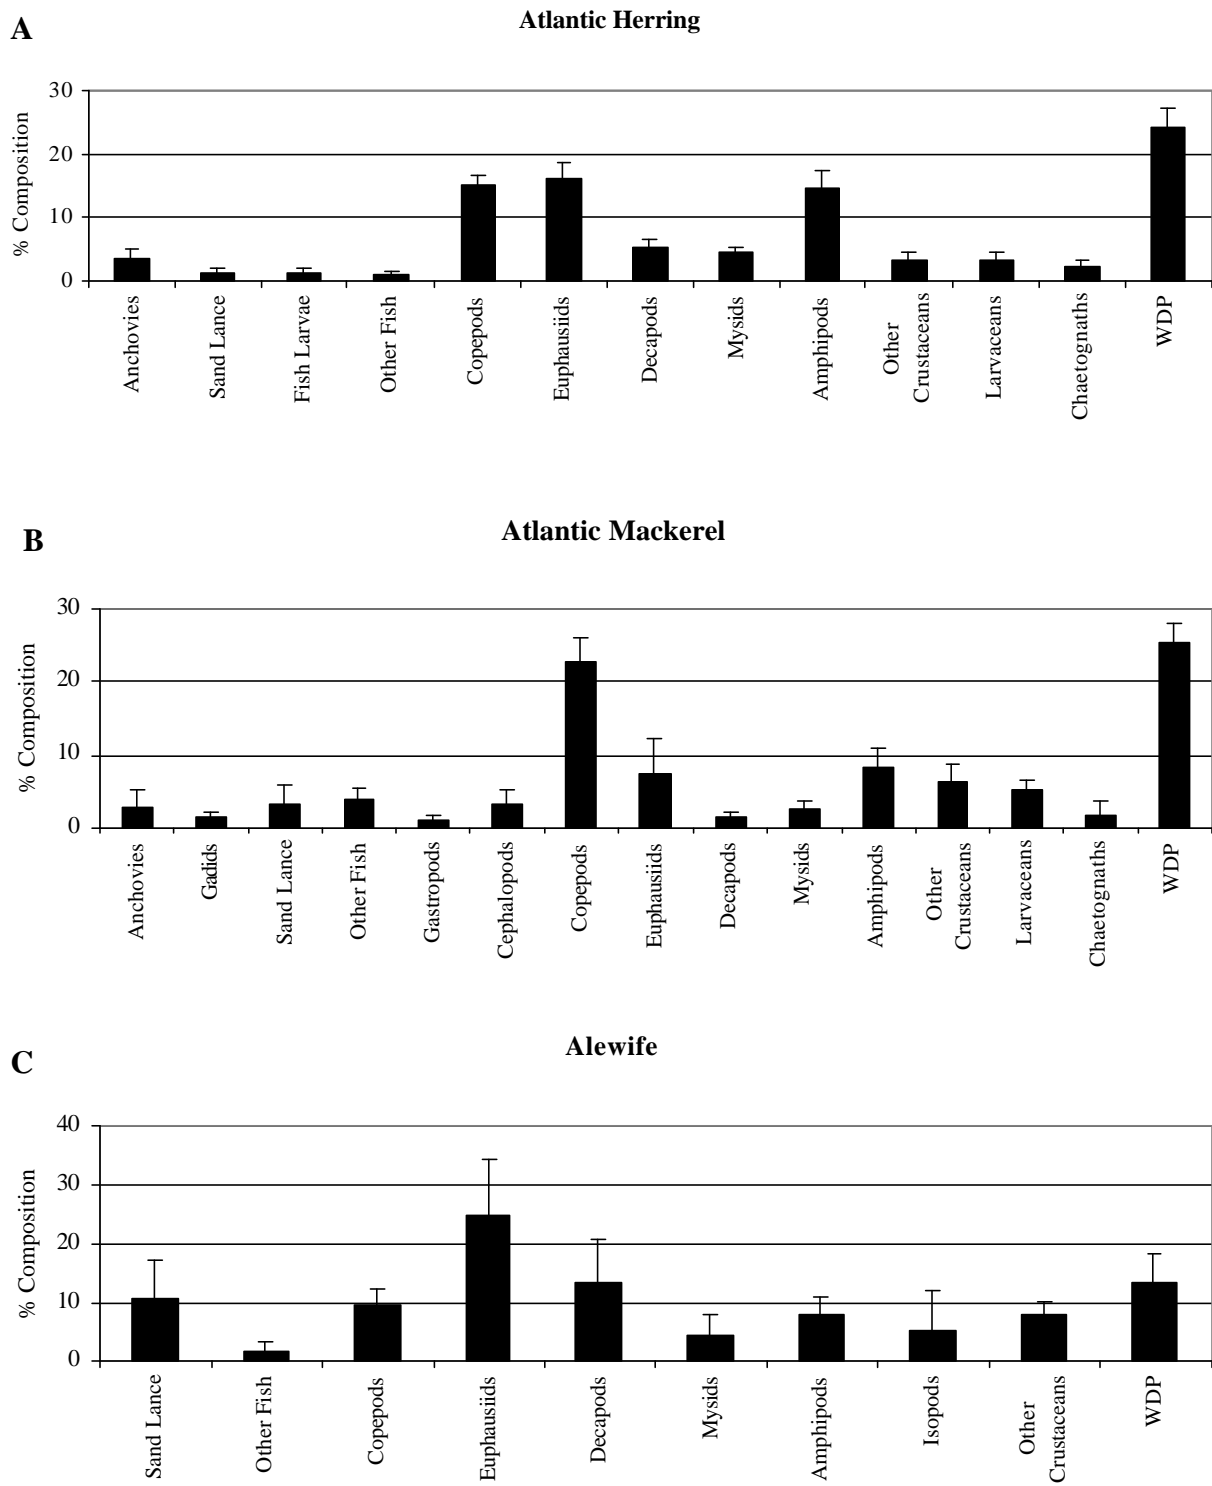 A
Atlantic Herring
% Composition
30
20
10
0
Anchovies
Sand Lance
Fish Larvae
Other Fish
Copepods
Euphausiids
Decapods
Mysids
Amphipods
Other
Crustaceans
Larvaceans
Chaetognaths
WDP
B
Atlantic Mackerel
% Composition
30
20
10
0
Anchovies
Gadids
Sand Lance
Other Fish
Gastropods
Cephalopods
Copepods
Euphausiids
Decapods
Mysids
Amphipods
Other
Crustaceans
Larvaceans
Chaetognaths
WDP
C
Alewife
% Composition
40
30
20
10
0
Sand Lance
Other Fish
Copepods
Euphausiids
Decapods
Mysids
Amphipods
Isopods
Other
Crustaceans
WDP